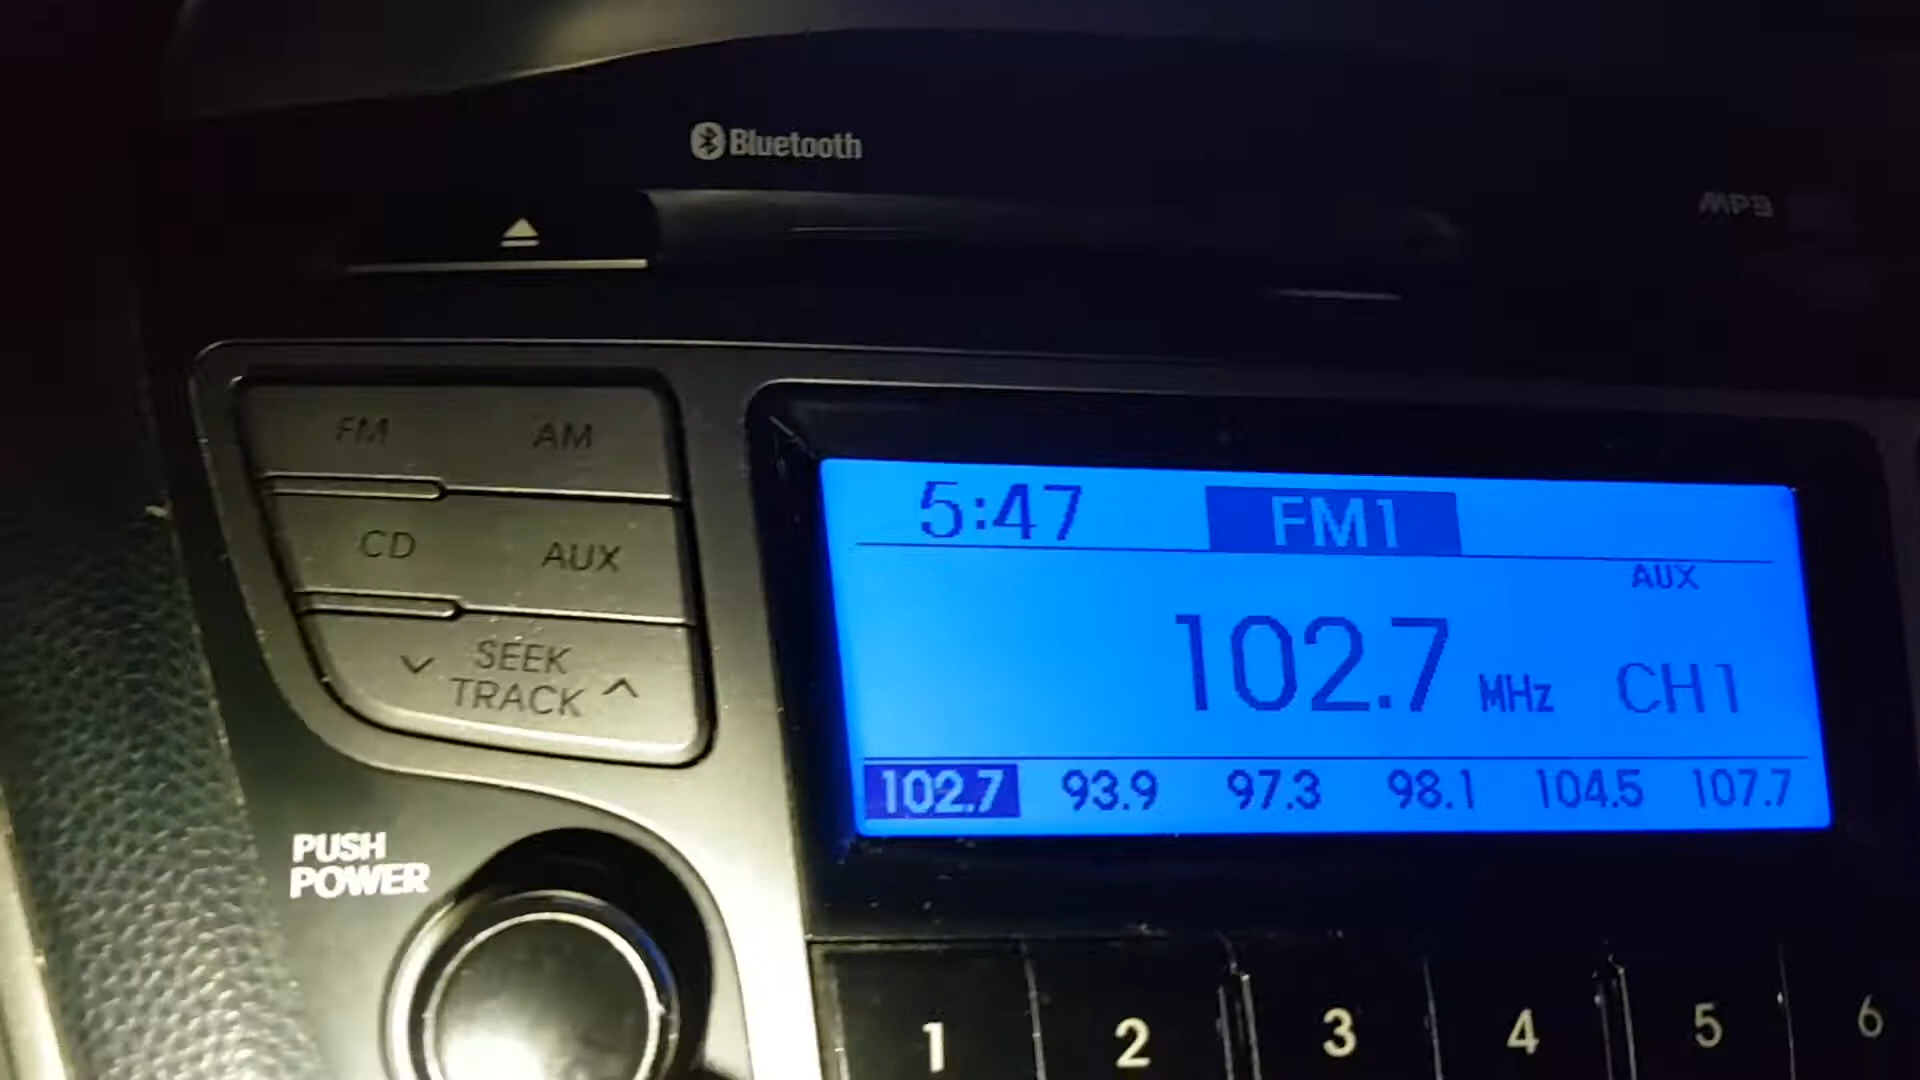 Bluetooth
MP3
FM AM
CD AUX
SEEK
TRACK
5:47 FM1
AUX
102.7 MHz CH1
102.7 93.9 97.3 98.1 104.5 107.7
PUSH
POWER
1 2 3 4 5 6